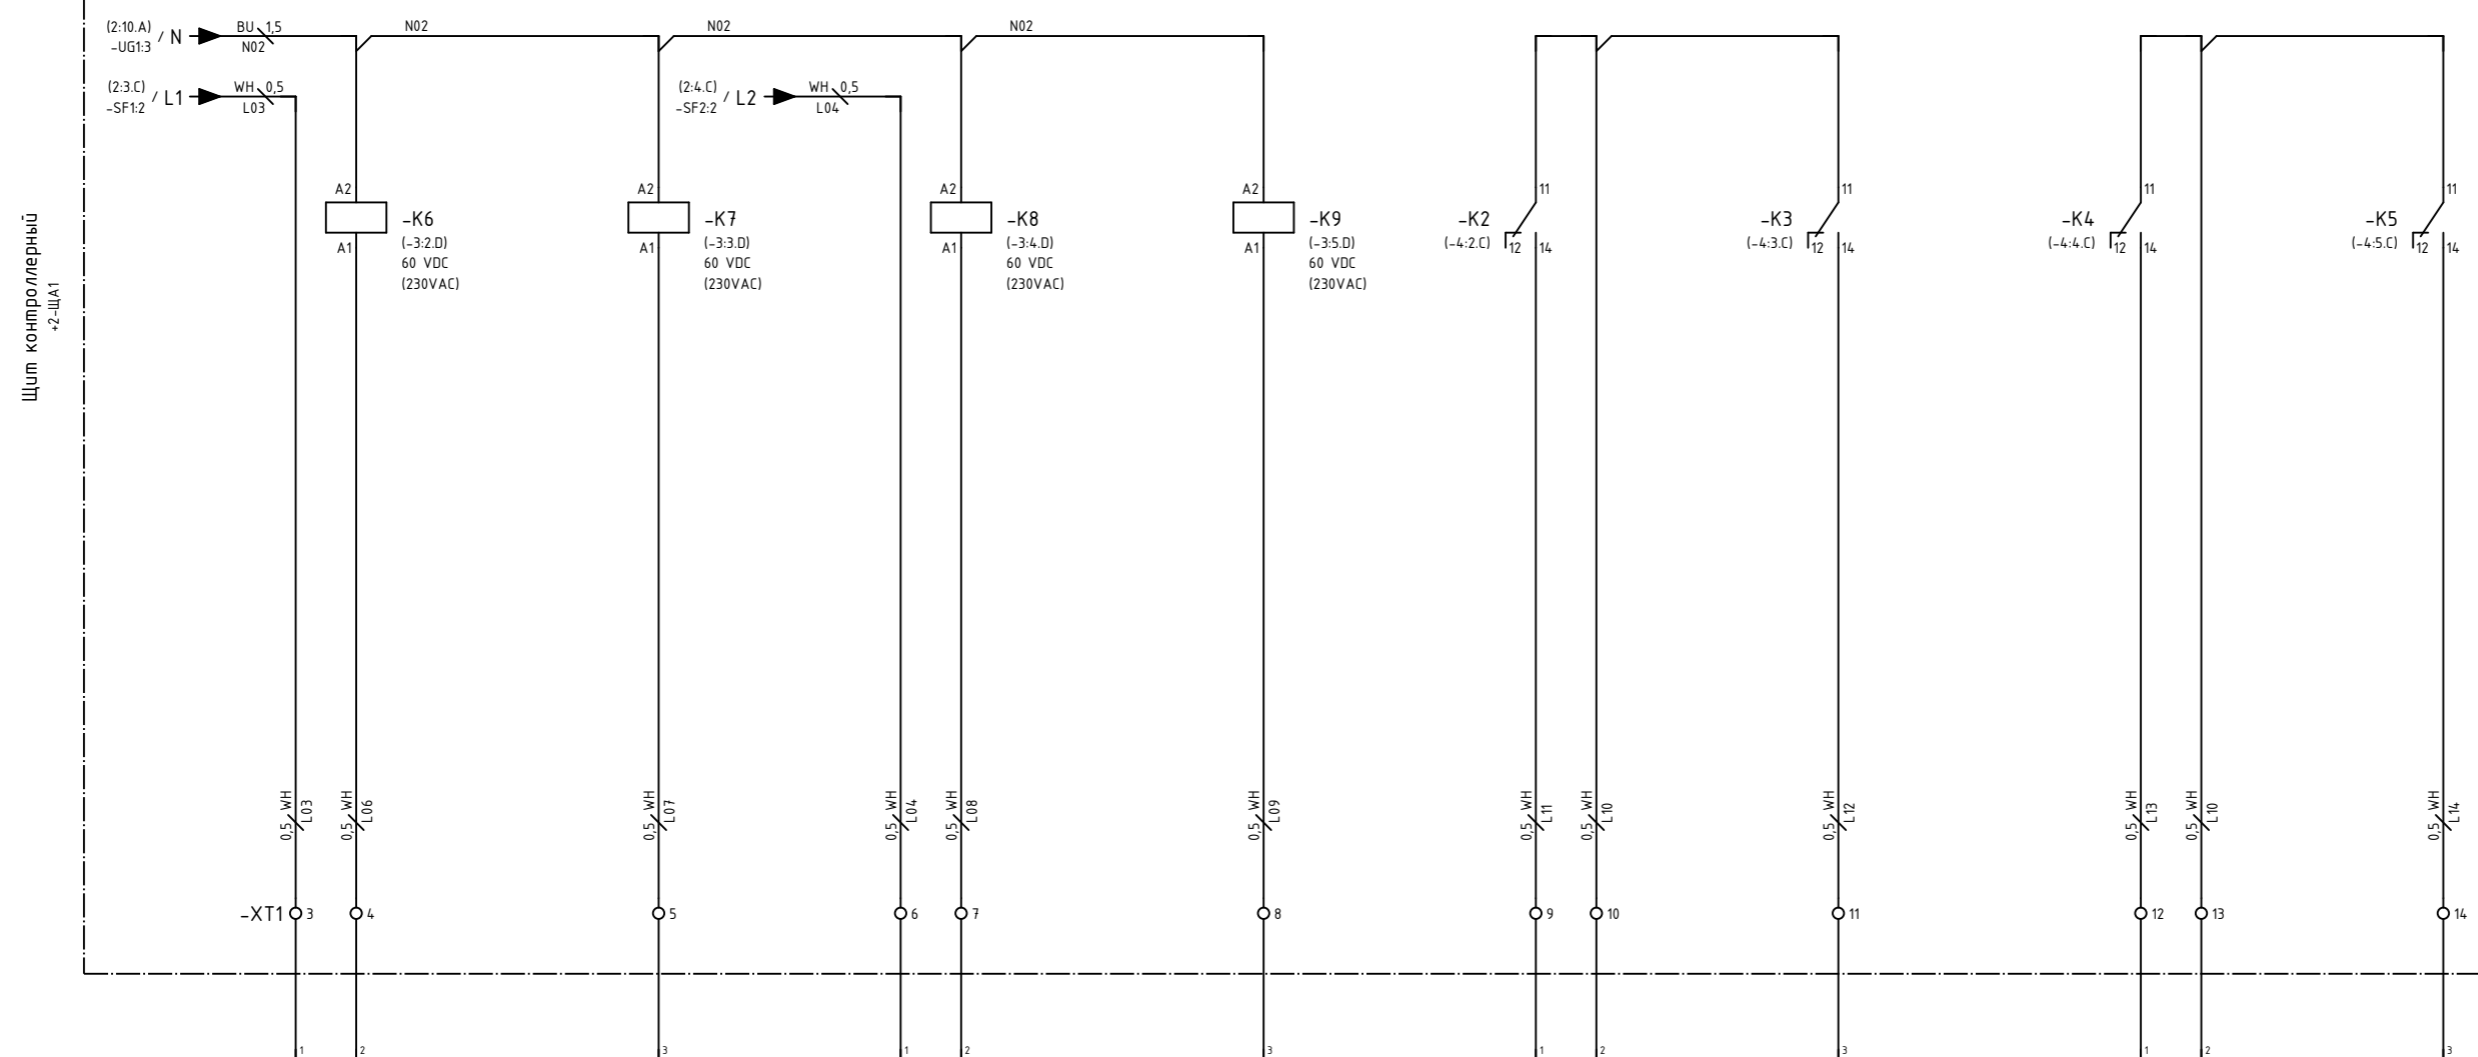 (2:10.A) / N BU 1,5 N02 N02 N02
-UG1:3 N02
(2:3.C) / L1 WH 0,5 (2:4.C) / L2 WH 0,5
-SF1:2 L03 -SF2:2 L04
A2 A2 A2 A2 11 11 11 11
-K6 -K7 -K8 -K9 -K2 -K3 -K4 -K5
A1 (-3:2.D) A1 (-3:3.D) A1 (-3:4.D) A1 (-3:5.D) (-4:2.C) 12 14 (-4:3.C) 12 14 (-4:4.C) 12 14 (-4:5.C) 12 14
60 VDC 60 VDC 60 VDC 60 VDC
(230VAC) (230VAC) (230VAC) (230VAC)
Щит контроллерный
+2-ЩА1
0,5 WH L03 0,5 WH L06 0,5 WH L07 0,5 WH L04 0,5 WH L08 0,5 WH L09 0,5 WH L11 0,5 WH L10 0,5 WH L12 0,5 WH L13 0,5 WH L10 0,5 WH L14
-XT1 3 4 5 6 7 8 9 10 11 12 13 14
1 2 3 1 2 3 1 2 3 1 2 3